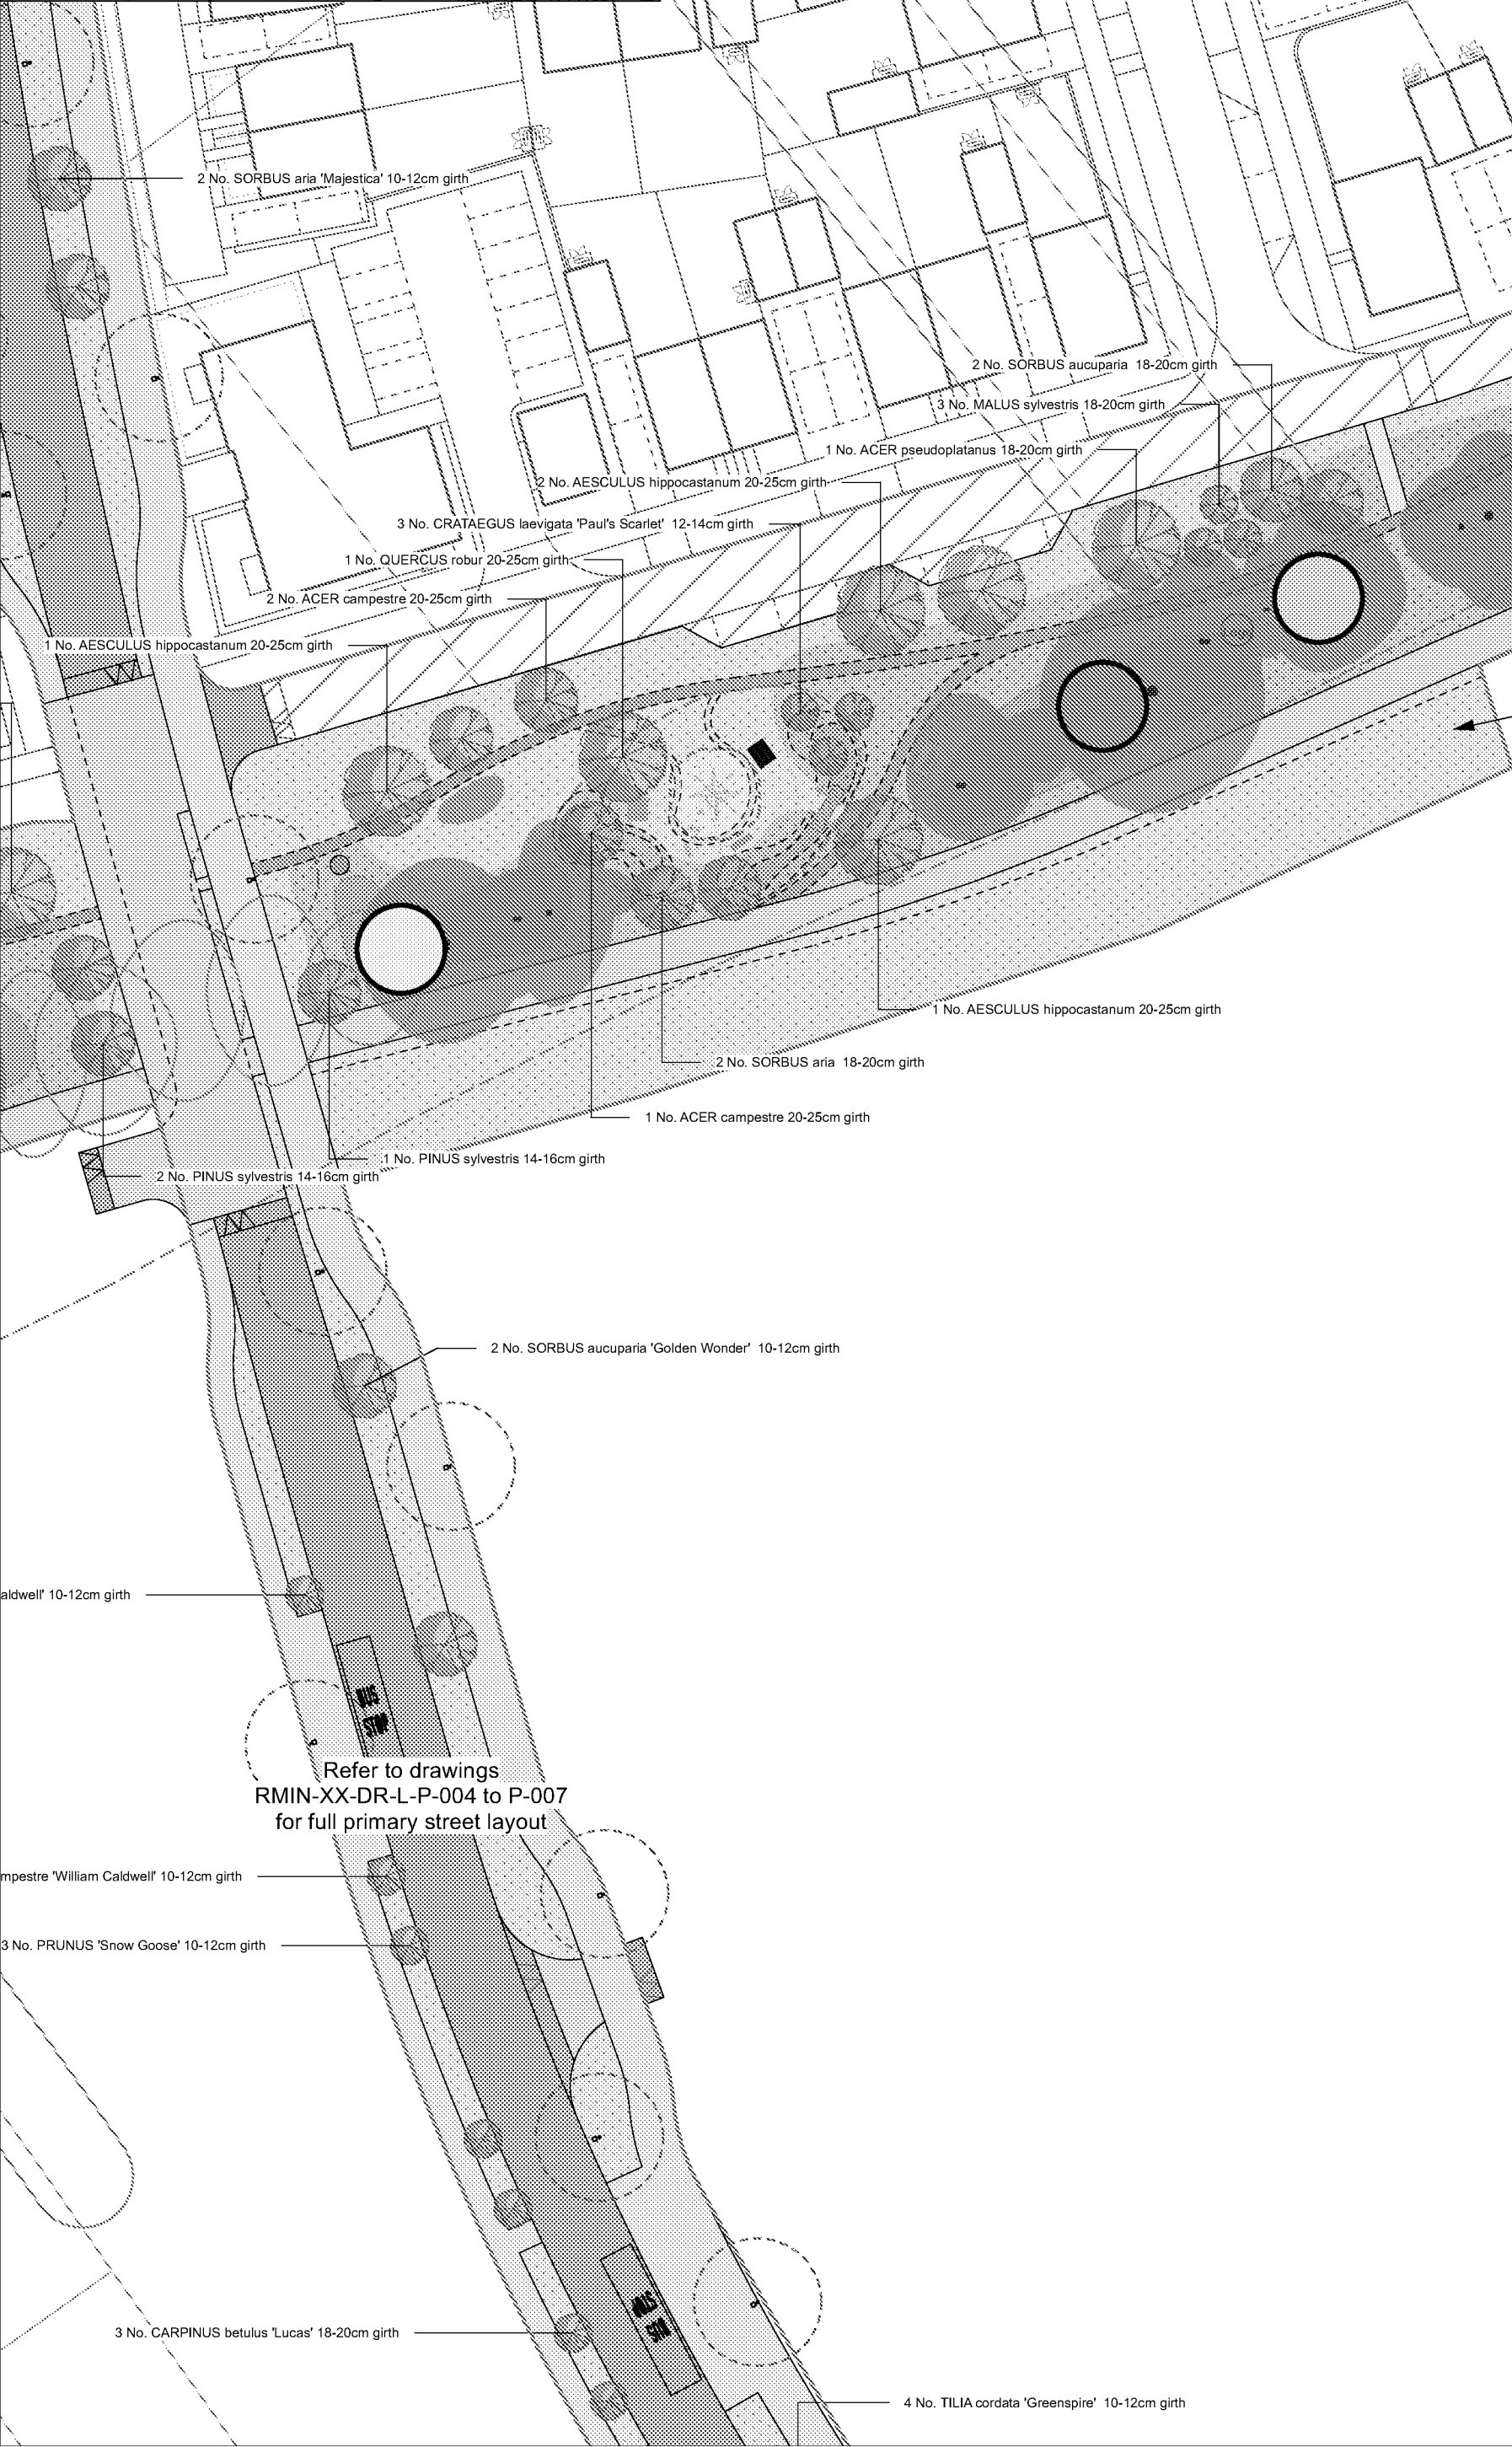 2 No. SORBUS aria 'Majestica' 10-12cm girth
2 No. SORBUS aucuparia 18-20cm girth
3 No. MALUS sylvestris 18-20cm girth
1 No. ACER pseudoplatanus 18-20cm girth
2 No. AESCULUS hippocastanum 20-25cm girth
3 No. CRATAEGUS laevigata 'Paul's Scarlet' 12-14cm girth
1 No. QUERCUS robur 20-25cm girth
2 No. ACER campestre 20-25cm girth
1 No. AESCULUS hippocastanum 20-25cm girth
1 No. AESCULUS hippocastanum 20-25cm girth
2 No. SORBUS aria 18-20cm girth
1 No. ACER campestre 20-25cm girth
1 No. PINUS sylvestris 14-16cm girth
2 No. PINUS sylvestris 14-16cm girth
2 No. SORBUS aucuparia 'Golden Wonder' 10-12cm girth
aldwell' 10-12cm girth
BUS
STOP
Refer to drawings
RMIN-XX-DR-L-P-004 to P-007
for full primary street layout
mpestre 'William Caldwell' 10-12cm girth
3 No. PRUNUS 'Snow Goose' 10-12cm girth
BUS
STOP
3 No. CARPINUS betulus 'Lucas' 18-20cm girth
4 No. TILIA cordata 'Greenspire' 10-12cm girth